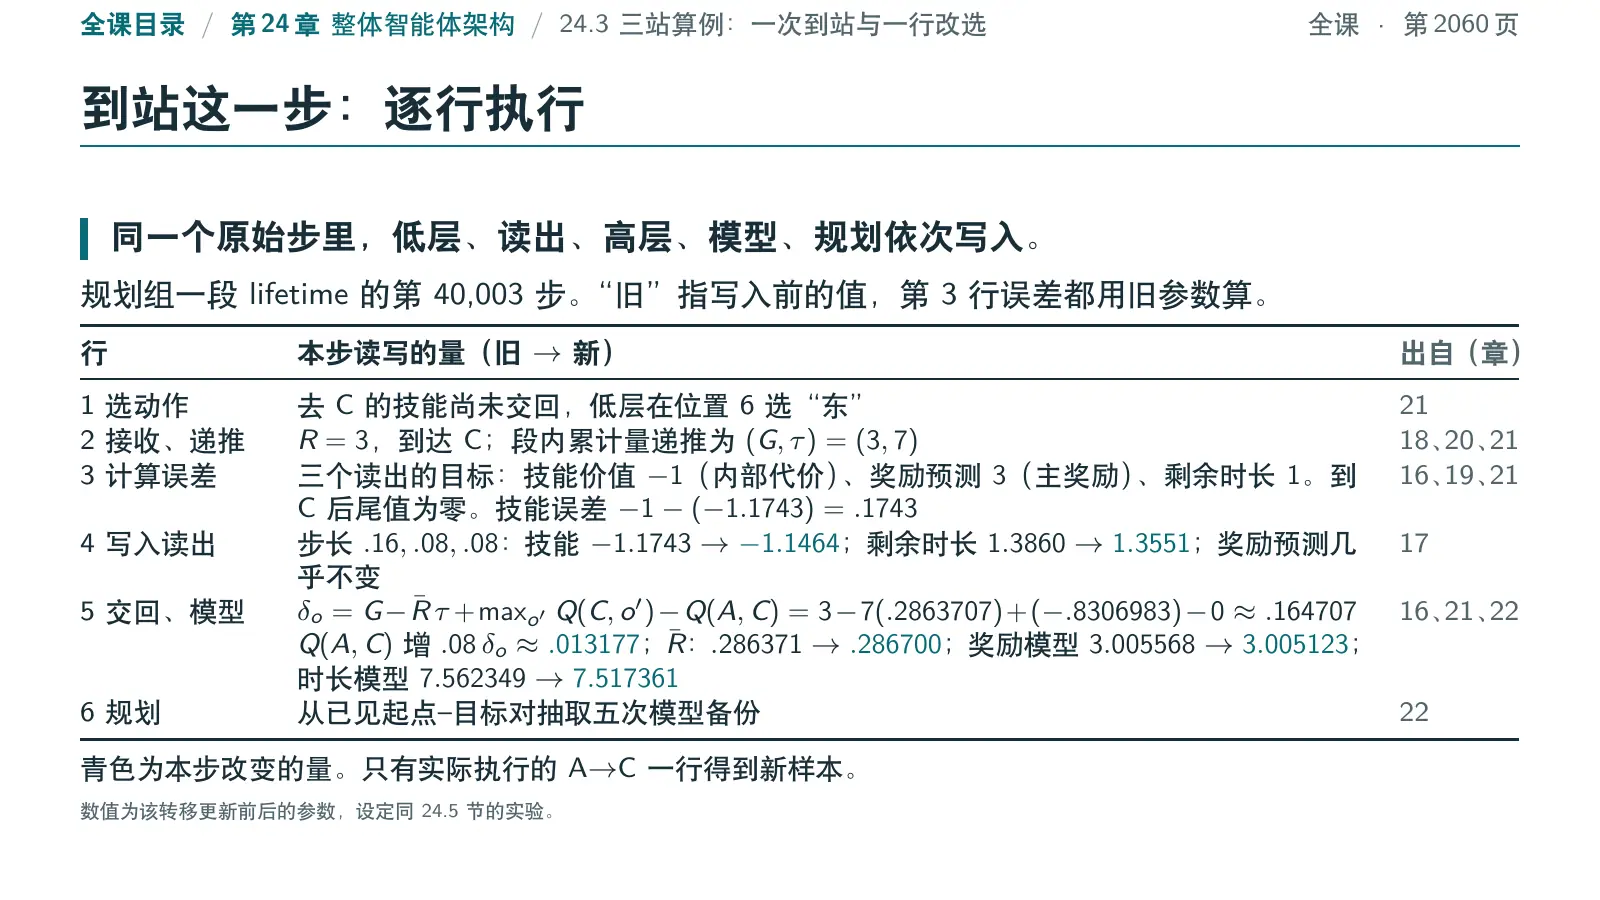 全课目录 / 第 24 章 整体智能体架构 / 24.3 三站算例：一次到站与一行改选
全课 · 第 2060 页
到站这一步：逐行执行
同一个原始步里，低层、读出、高层、模型、规划依次写入。
规划组一段 lifetime 的第 40,003 步。“旧”指写入前的值，第 3 行误差都用旧参数算。
行 本步读写的量（旧 → 新） 出自（章）
1 选动作 去 C 的技能尚未交回，低层在位置 6 选“东” 21
2 接收、递推 R = 3，到达 C；段内累计量递推为 (G, τ) = (3, 7) 18、20、21
3 计算误差 三个读出的目标：技能价值 −1（内部代价）、奖励预测 3（主奖励）、剩余时长 1。到 16、19、21
C 后尾值为零。技能误差 −1 − (−1.1743) = .1743
4 写入读出 步长 .16, .08, .08：技能 −1.1743 → −1.1464；剩余时长 1.3860 → 1.3551；奖励预测几 17
乎不变
5 交回、模型 δₒ = G − R̄τ + maxₒ′ Q(C, o′) − Q(A, C) = 3 − 7(.2863707) + (−.8306983) − 0 ≈ .164707 16、21、22
Q(A, C) 增 .08 δₒ ≈ .013177；R̄：.286371 → .286700；奖励模型 3.005568 → 3.005123；
时长模型 7.562349 → 7.517361
6 规划 从已见起点–目标对抽取五次模型备份 22
青色为本步改变的量。只有实际执行的 A→C 一行得到新样本。
数值为该转移更新前后的参数，设定同 24.5 节的实验。